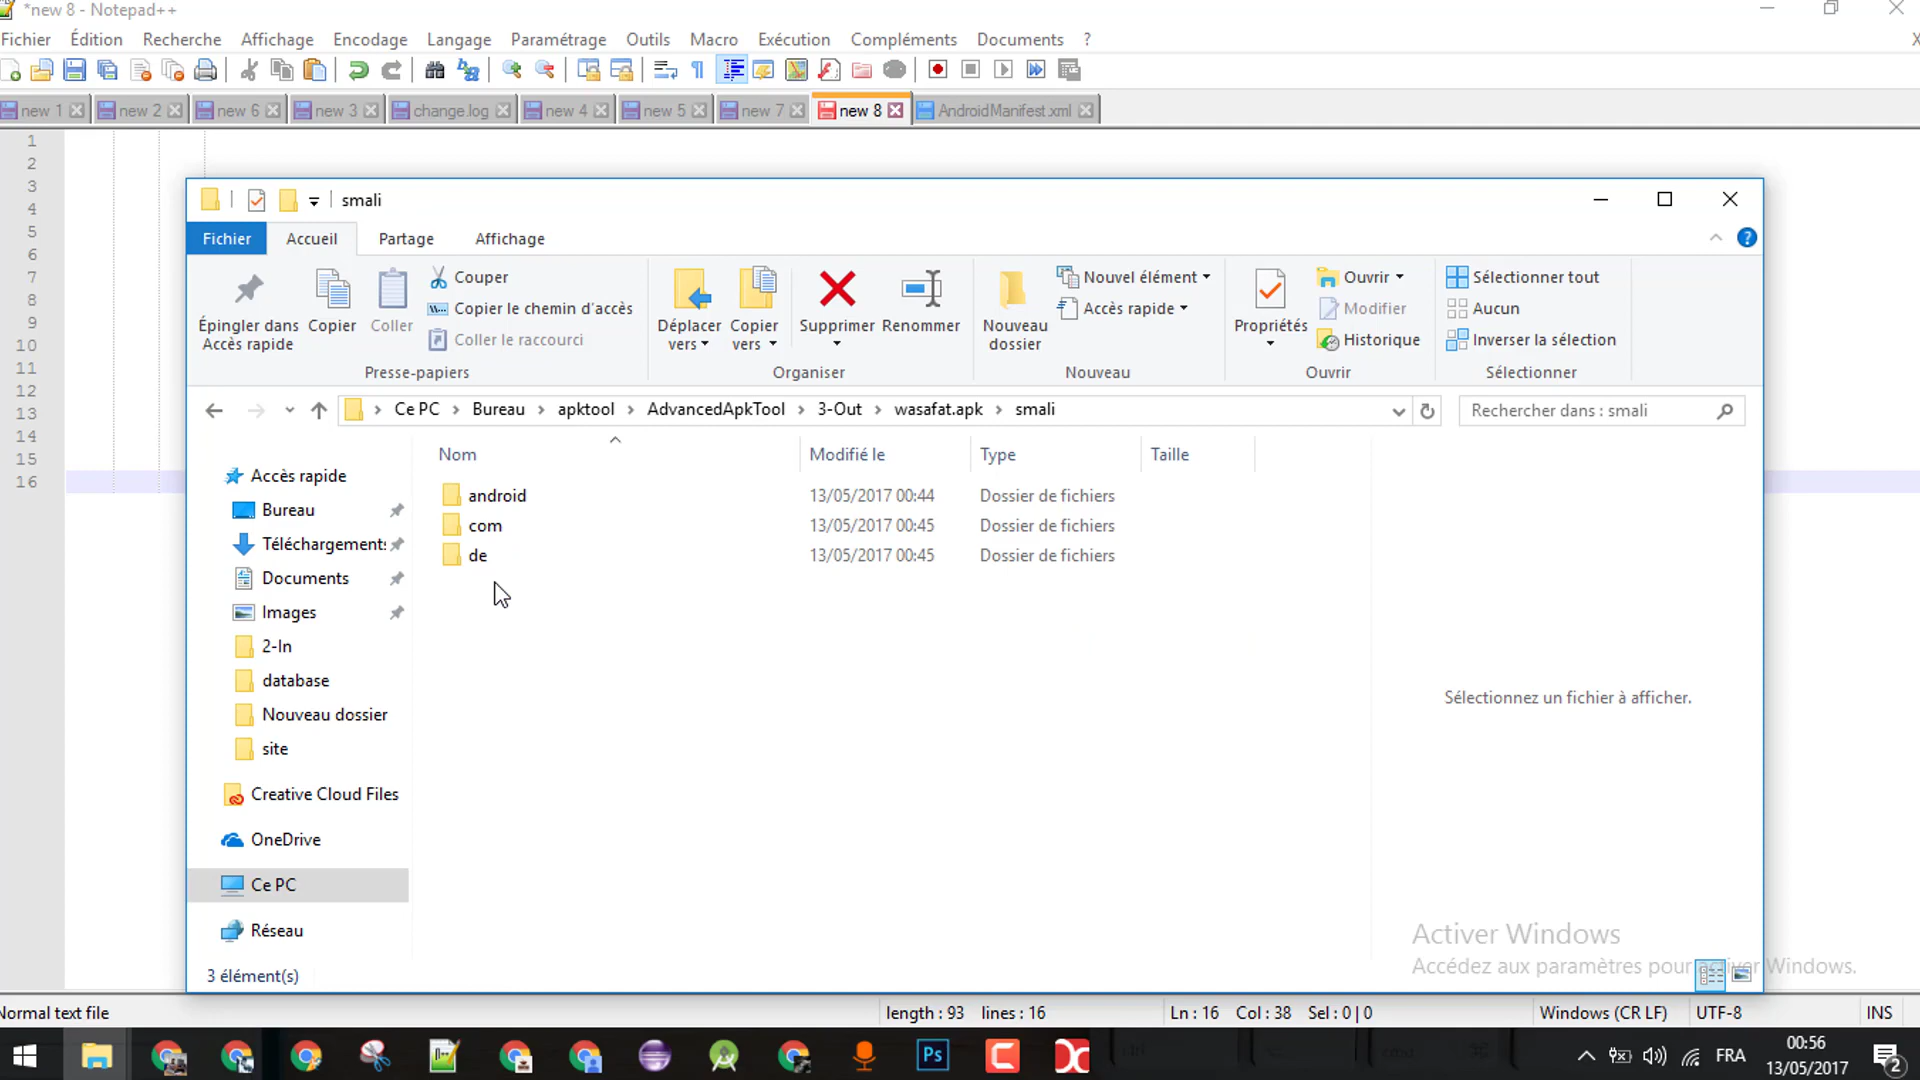 *new 8 - Notepad++
Fichier Édition Recherche Affichage Encodage Langage Paramétrage Outils Macro Exécution Compléments Documents ? X
new 1 new 2 new 6 new 3 change.log new 4 new 5 new 7 new 8 AndroidManifest.xml
1
2
3
4
5
6
7
8
9
10
11
12
13
14
15
16
smali
Fichier Accueil Partage Affichage
Épingler dans
Accès rapide
Copier
Coller
Couper
Copier le chemin d'accès
Coller le raccourci
Presse-papiers
Déplacer
vers
Copier
vers
Supprimer
Renommer
Organiser
Nouveau
dossier
Nouvel élément
Accès rapide
Nouveau
Propriétés
Ouvrir
Modifier
Historique
Ouvrir
Sélectionner tout
Aucun
Inverser la sélection
Sélectionner
Ce PC > Bureau > apktool > AdvancedApkTool > 3-Out > wasafat.apk > smali
Rechercher dans : smali
Accès rapide
Bureau
Téléchargements
Documents
Images
2-In
database
Nouveau dossier
site
Creative Cloud Files
OneDrive
Ce PC
Réseau
Nom Modifié le Type Taille
android 13/05/2017 00:44 Dossier de fichiers
com 13/05/2017 00:45 Dossier de fichiers
de 13/05/2017 00:45 Dossier de fichiers
Sélectionnez un fichier à afficher.
3 élément(s)
Activer Windows
Accédez aux paramètres pour activer Windows.
Normal text file length : 93 lines : 16 Ln : 16 Col : 38 Sel : 0 | 0 Windows (CR LF) UTF-8 INS
Ps
FRA
00:56
13/05/2017
2